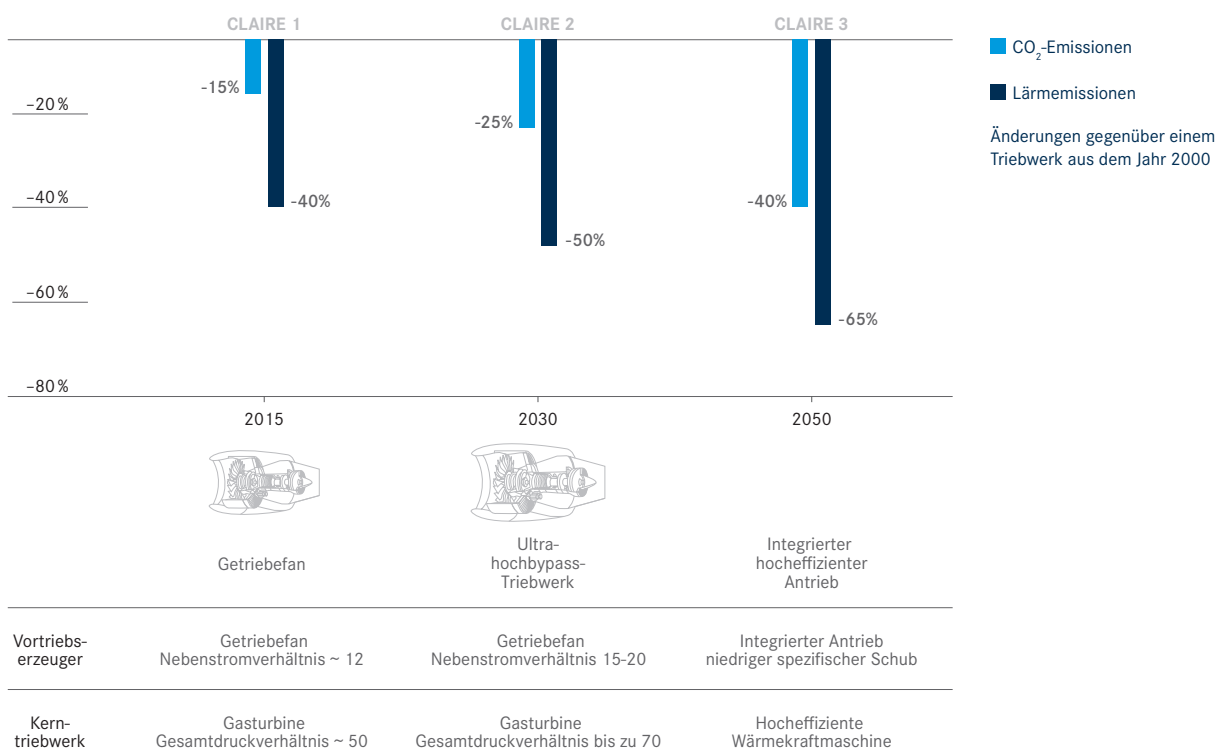 CLAIRE 1
CLAIRE 2
CLAIRE 3
CO₂-Emissionen
Lärmemissionen
Änderungen gegenüber einem
Triebwerk aus dem Jahr 2000
-15%
-40%
-25%
-50%
-40%
-65%
-20%
-40%
-60%
-80%
2015
2030
2050
Getriebefan
Ultra-
hochbypass-
Triebwerk
Integrierter
hocheffizienter
Antrieb
Vortriebs-
erzeuger
Getriebefan
Nebenstromverhältnis ~ 12
Getriebefan
Nebenstromverhältnis 15-20
Integrierter Antrieb
niedriger spezifischer Schub
Kern-
triebwerk
Gasturbine
Gesamtdruckverhältnis ~ 50
Gasturbine
Gesamtdruckverhältnis bis zu 70
Hocheffiziente
Wärmekraftmaschine